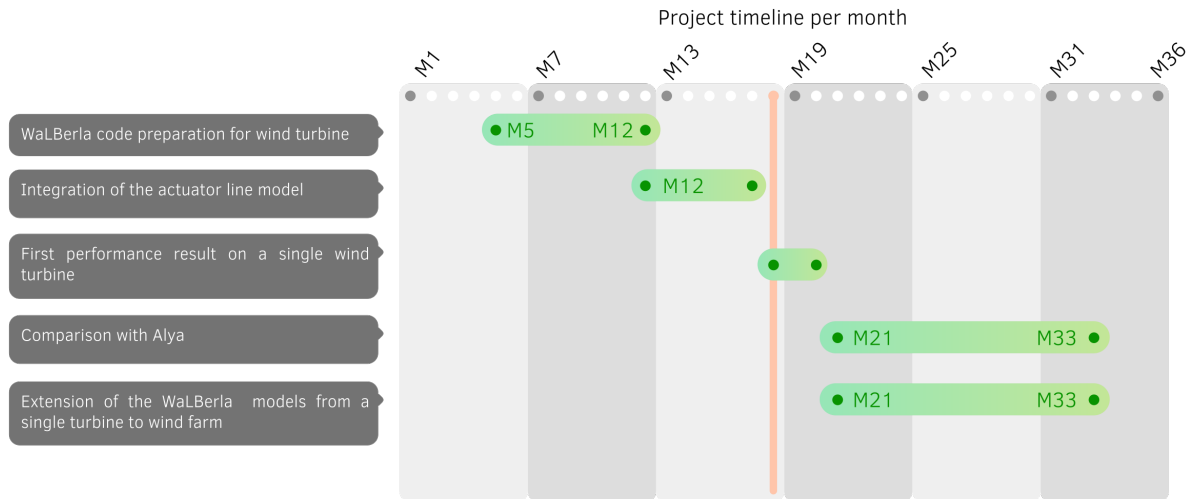 Project timeline per month
M1
M7
M13
M19
M25
M31
M36
WaLBerla code preparation for wind turbine
M5
M12
Integration of the actuator line model
M12
First performance result on a single wind
turbine
Comparison with Alya
M21
M33
Extension of the WaLBerla models from a
single turbine to wind farm
M21
M33